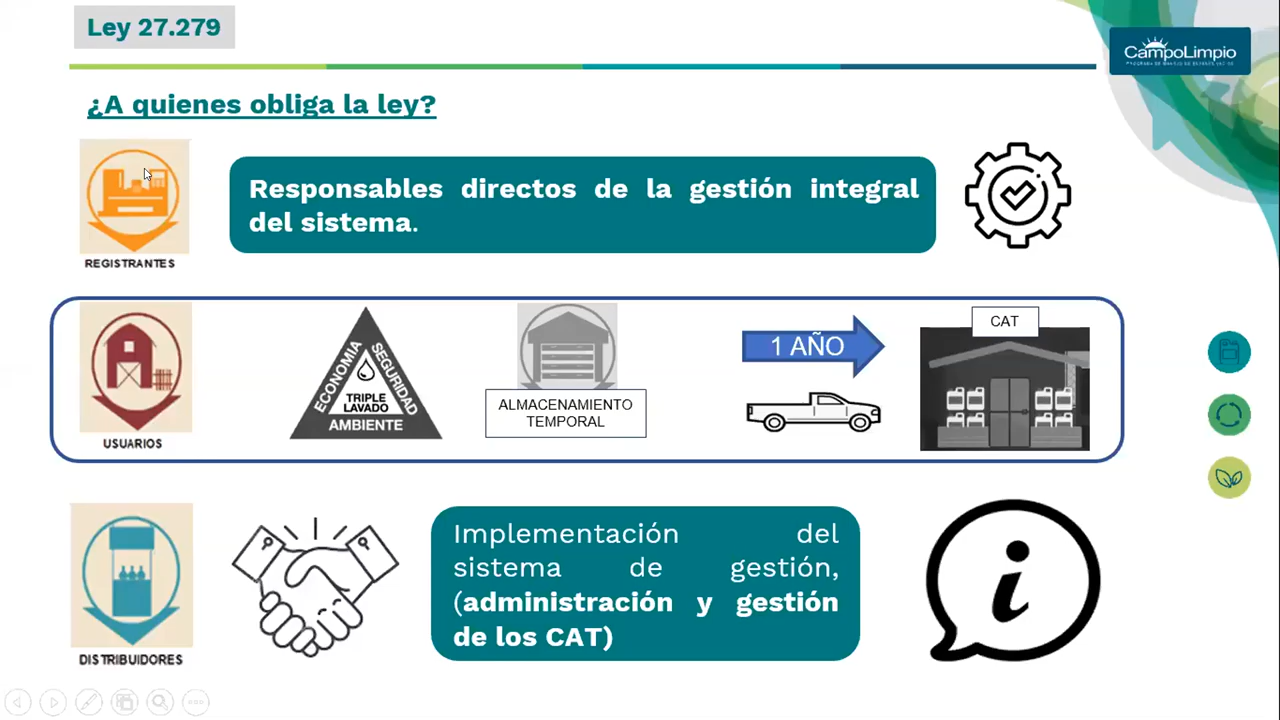 Ley 27.279
CampoLimpio
¿A quienes obliga la ley?
Responsables directos de la gestión integral
del sistema.
REGISTRANTES
ECONOMÍA
SEGURIDAD
TRIPLE
LAVADO
AMBIENTE
ALMACENAMIENTO
TEMPORAL
1 AÑO
CAT
USUARIOS
Implementación del
sistema de gestión,
(administración y gestión
de los CAT)
i
DISTRIBUIDORES